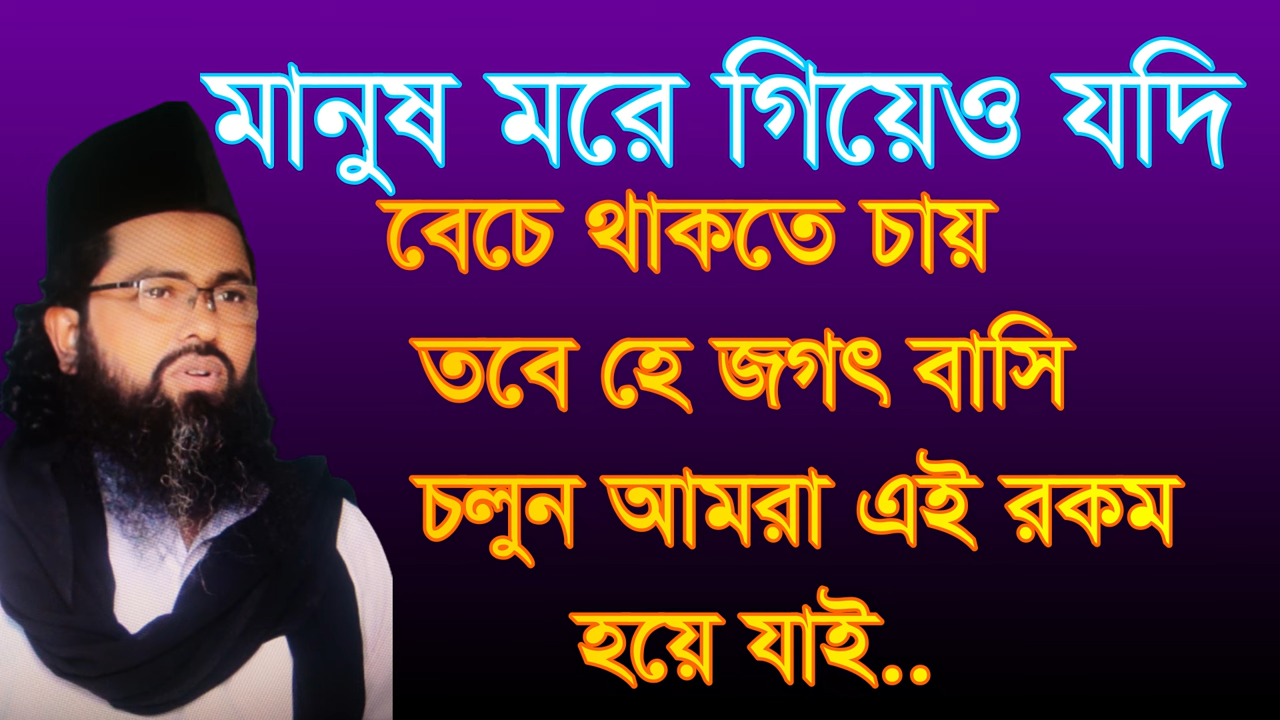 মানুষ মরে গিয়েও যদি
বেচে থাকতে চায়
তবে হে জগৎ বাসি
চলুন আমরা এই রকম
হয়ে যাই..